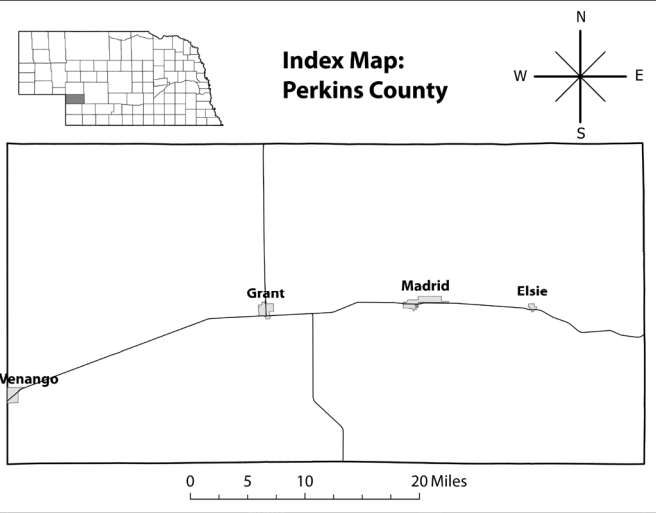 Index Map:
Perkins County
N
W E
S
Grant
Madrid
Elsie
Venango
0 5 10 20 Miles